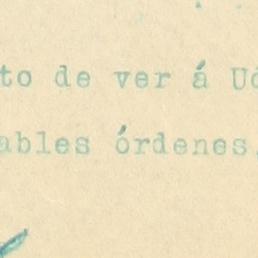 to de ver á Ud
ables órdenes.